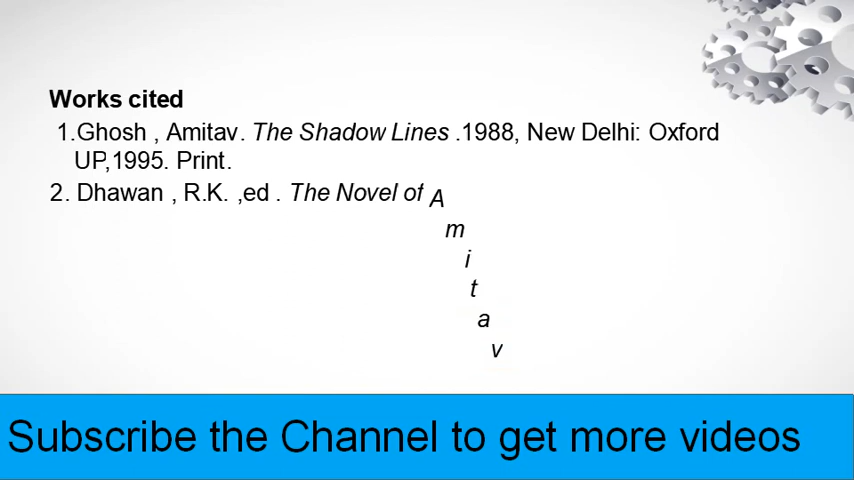 Works cited
1.Ghosh , Amitav. The Shadow Lines .1988, New Delhi: Oxford
UP,1995. Print.
2. Dhawan , R.K. ,ed . The Novel of Amitav
Subscribe the Channel to get more videos